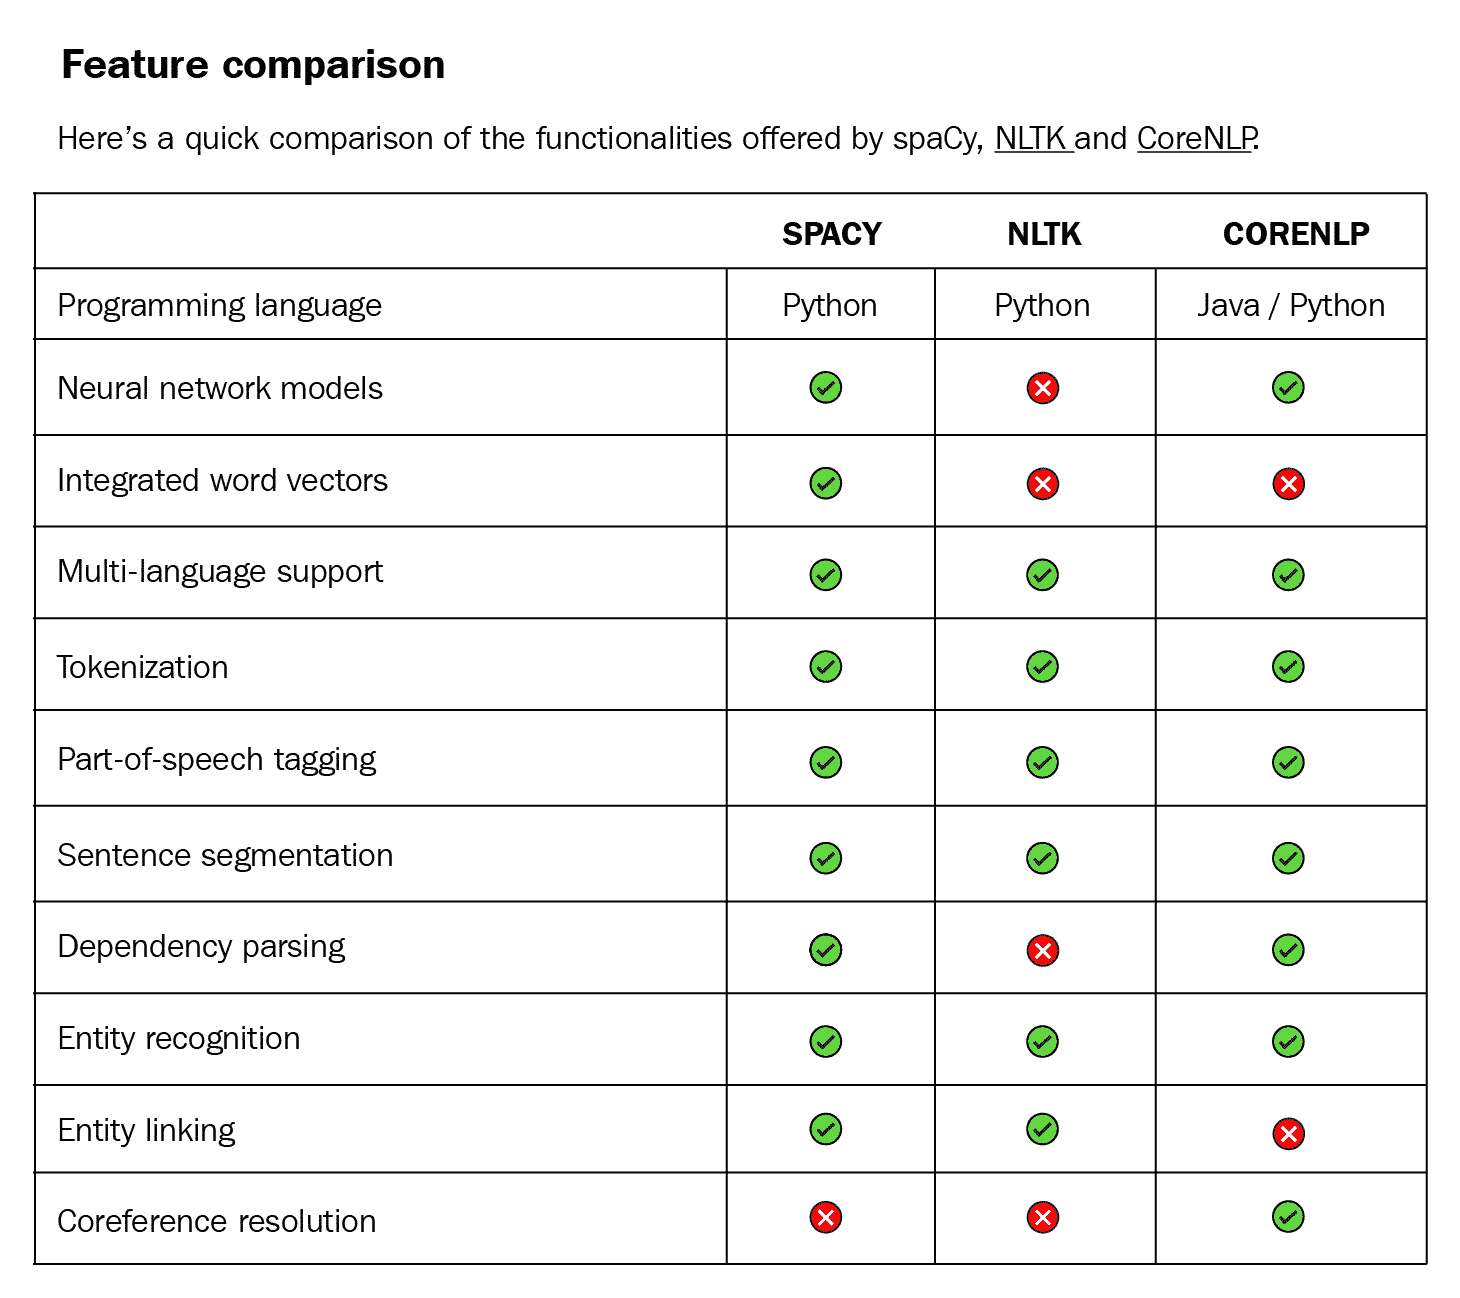 Feature comparison
Here’s a quick comparison of the functionalities offered by spaCy, NLTK and CoreNLP.
SPACY NLTK CORENLP
Programming language Python Python Java / Python
Neural network models
Integrated word vectors
Multi-language support
Tokenization
Part-of-speech tagging
Sentence segmentation
Dependency parsing
Entity recognition
Entity linking
Coreference resolution